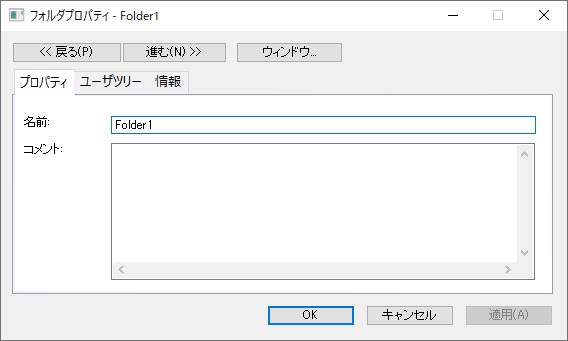 フォルダプロパティ - Folder1
<< 戻る(P) 進む(N) >> ウィンドウ...
プロパティ ユーザツリー 情報
名前: Folder1
コメント:
OK キャンセル 適用(A)